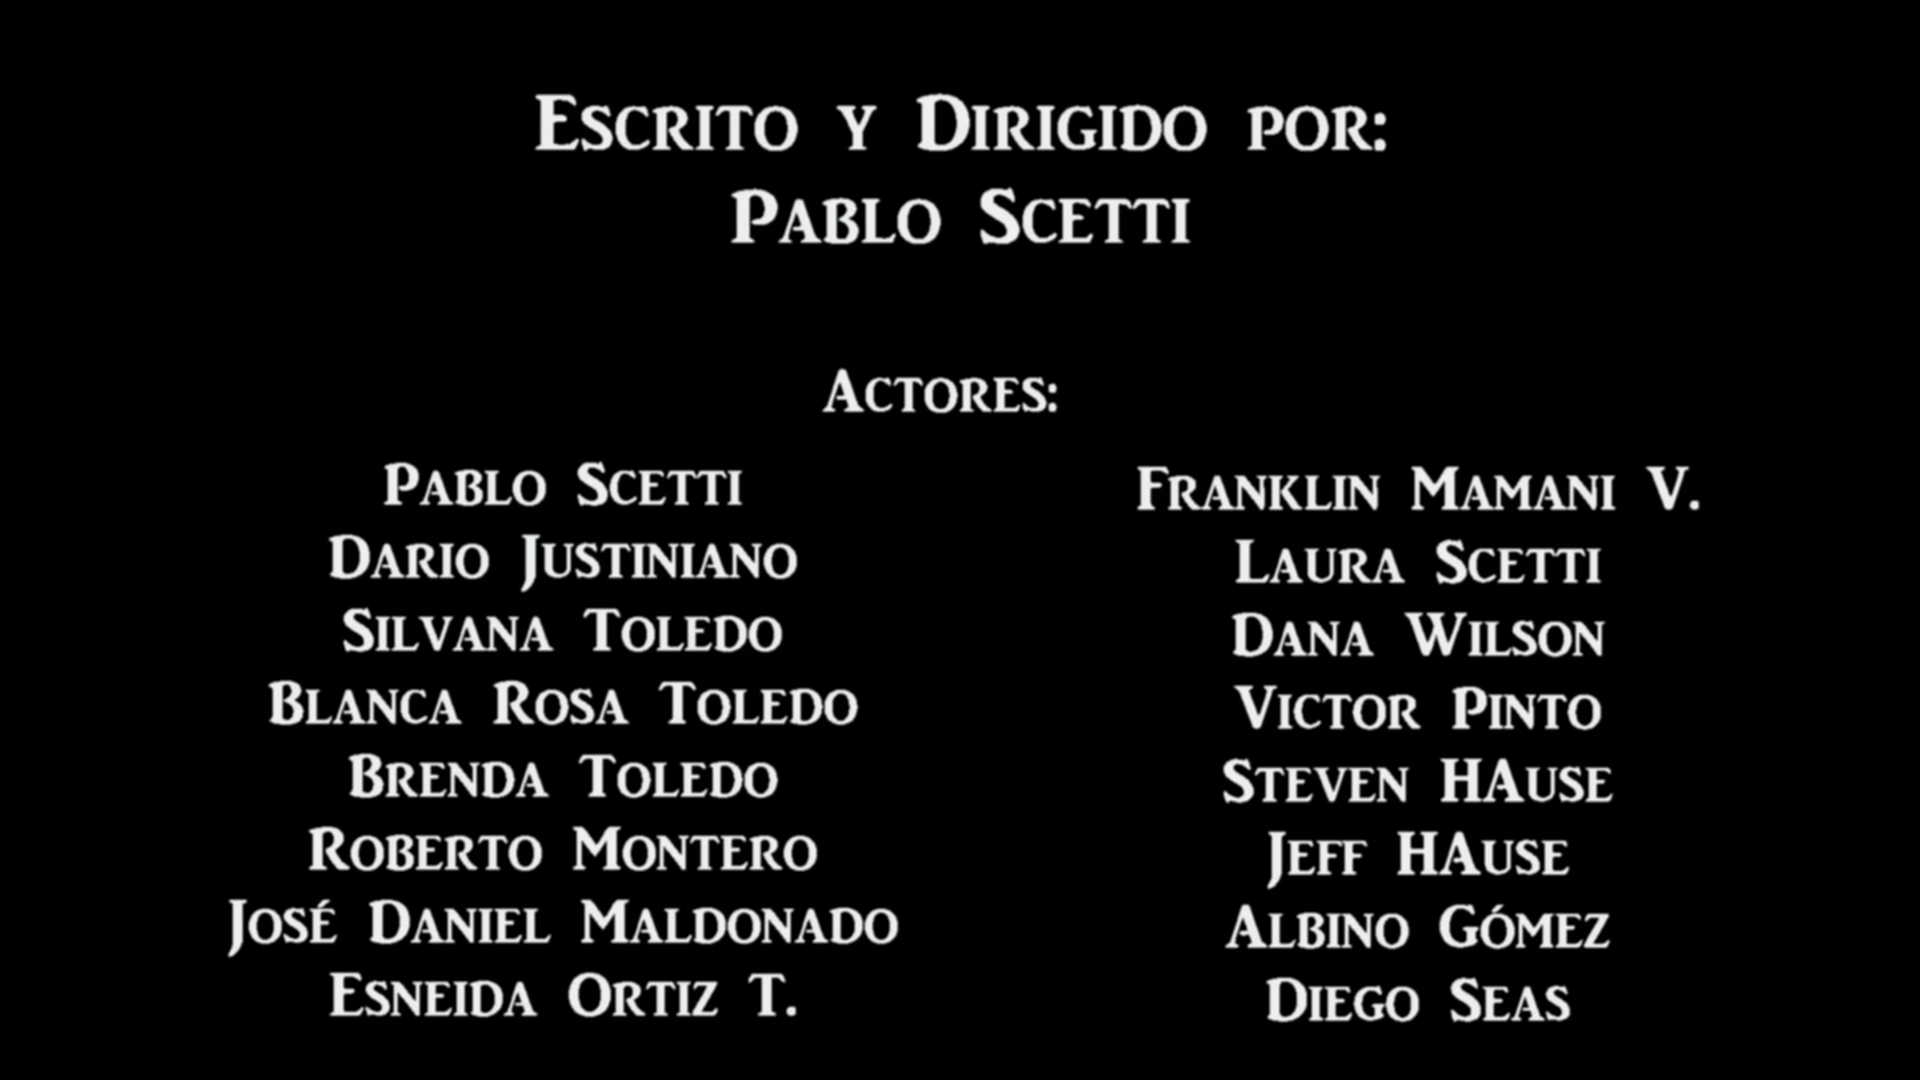 Escrito y Dirigido por:
Pablo Scetti
Actores:
Pablo Scetti
Dario Justiniano
Silvana Toledo
Blanca Rosa Toledo
Brenda Toledo
Roberto Montero
José Daniel Maldonado
Esneida Ortiz T.
Franklin Mamani V.
Laura Scetti
Dana Wilson
Victor Pinto
Steven HAuse
Jeff HAuse
Albino Gómez
Diego Seas